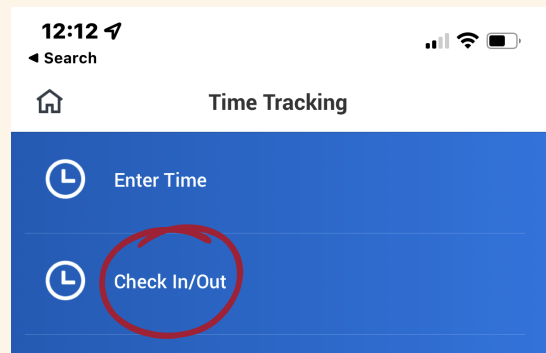 12:12
◀ Search
Time Tracking
Enter Time
Check In/Out